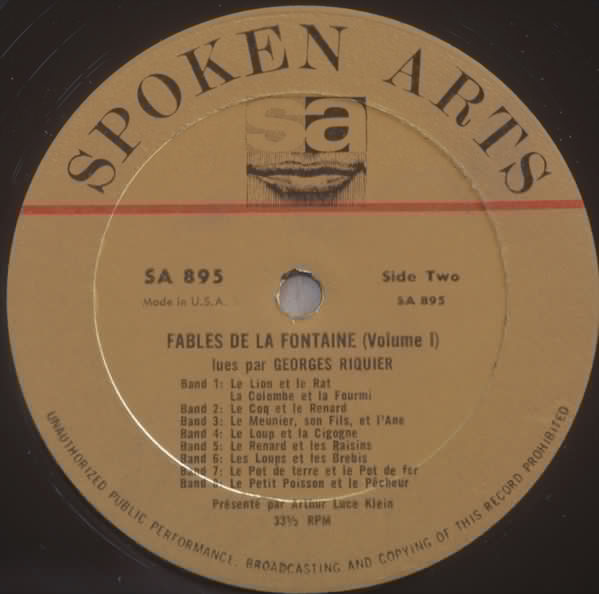 SPOKEN ARTS
sa
SA 895
Made in U.S.A.
Side Two
SA 895
FABLES DE LA FONTAINE (Volume I)
lues par GEORGES RIQUIER
Band 1: Le Lion et le Rat
La Colombe et la Fourmi
Band 2: Le Coq et le Renard
Band 3: Le Meunier, son Fils, et l'Ane
Band 4: Le Loup et la Cigogne
Band 5: Le Renard et les Raisins
Band 6: Les Loups et les Brebis
Band 7: Le Pot de terre et le Pot de fer
Band 8: Le Petit Poisson et le Pêcheur
Présenté par Arthur Luce Klein
33⅓ RPM
UNAUTHORIZED PUBLIC PERFORMANCE, BROADCASTING AND COPYING OF THIS RECORD PROHIBITED